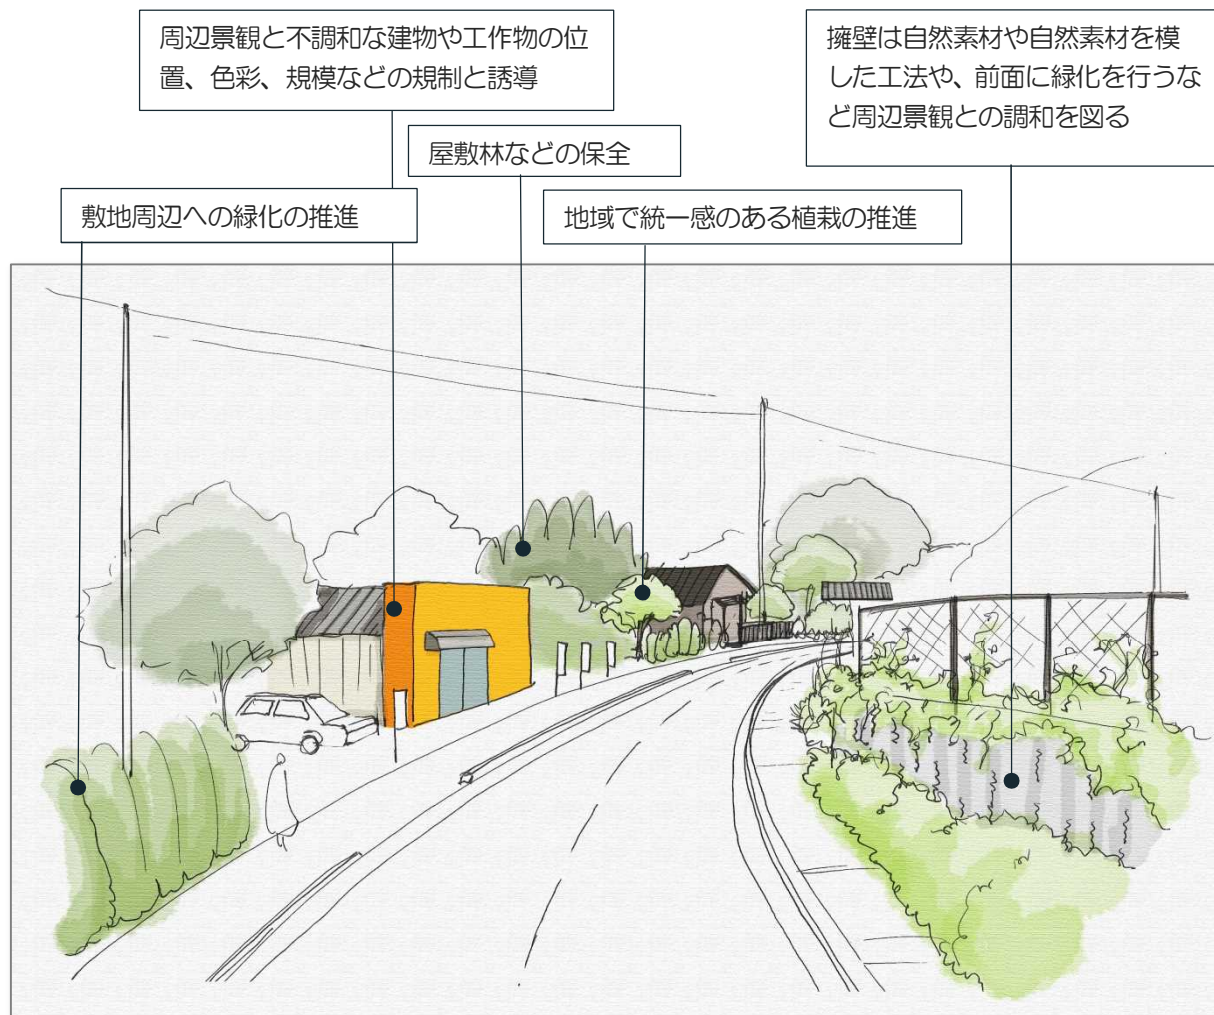 周辺景観と不調和な建物や工作物の位
置、色彩、規模などの規制と誘導
擁壁は自然素材や自然素材を模
した工法や、前面に緑化を行うな
ど周辺景観との調和を図る
屋敷林などの保全
敷地周辺への緑化の推進
地域で統一感のある植栽の推進